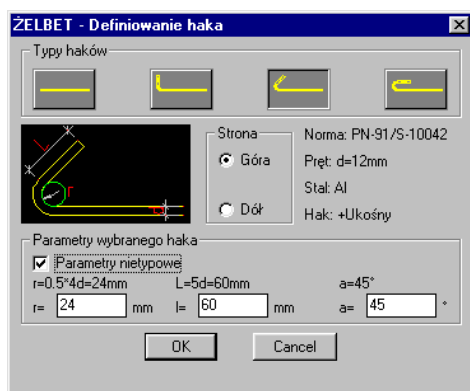 ŻELBET - Definiowanie haka
Typy haków
L
r
d
Strona
Góra
Dół
Norma: PN-91/S-10042
Pręt: d=12mm
Stal: AI
Hak: +Ukośny
Parametry wybranego haka
Parametry nietypowe
r=0.5*4d=24mm L=5d=60mm a=45°
r= 24 mm l= 60 mm a= 45 °
OK Cancel